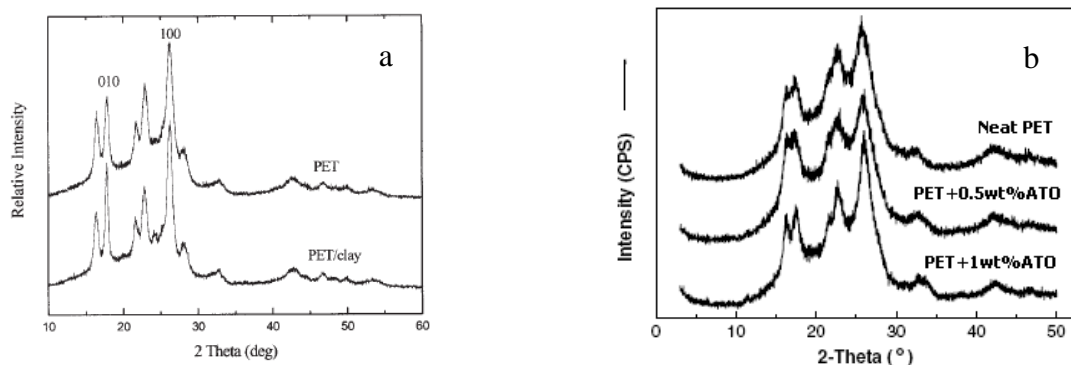 a
100
010
PET
PET/clay
Relative Intensity
10 20 30 40 50 60
2 Theta (deg)
b
Neat PET
PET+0.5wt%ATO
PET+1wt%ATO
Intensity (CPS)
0 10 20 30 40 50
2-Theta (°)